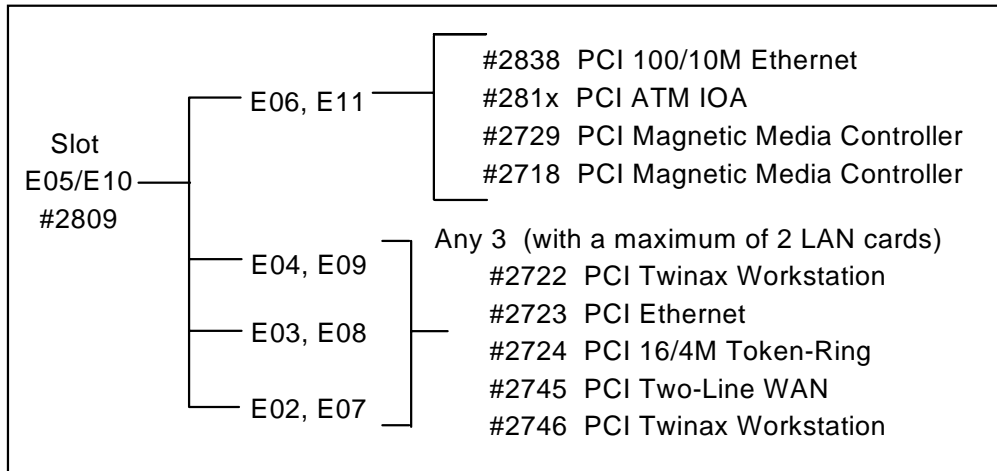 Slot
E05/E10
#2809
E06, E11
#2838 PCI 100/10M Ethernet
#281x PCI ATM IOA
#2729 PCI Magnetic Media Controller
#2718 PCI Magnetic Media Controller
E04, E09
E03, E08
E02, E07
Any 3 (with a maximum of 2 LAN cards)
#2722 PCI Twinax Workstation
#2723 PCI Ethernet
#2724 PCI 16/4M Token-Ring
#2745 PCI Two-Line WAN
#2746 PCI Twinax Workstation